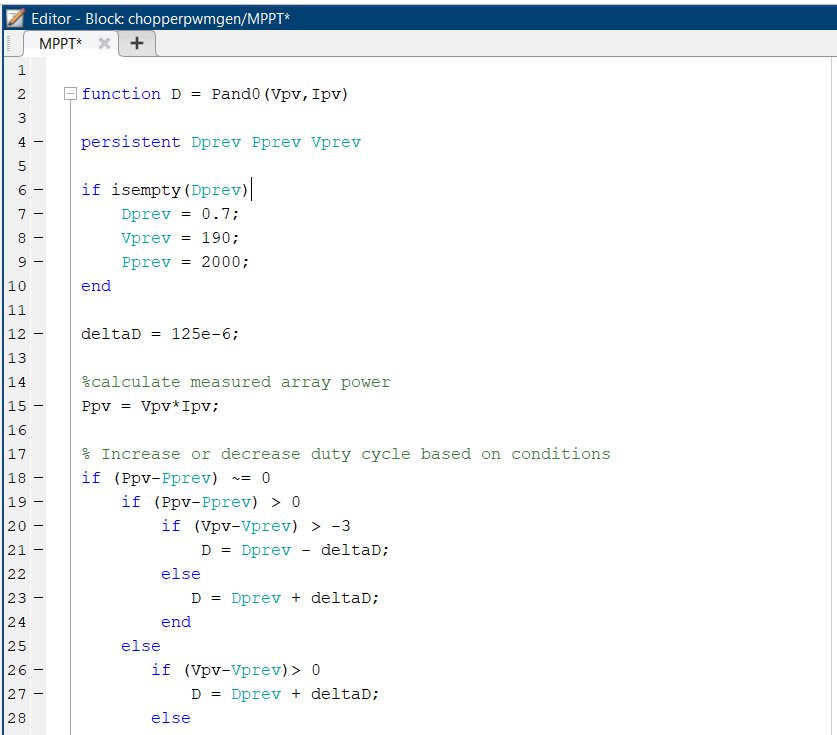 Editor - Block: chopperpwmgen/MPPT*
MPPT*
1
2 function D = PandO(Vpv,Ipv)
3
4 persistent Dprev Pprev Vprev
5
6 if isempty(Dprev)
7 Dprev = 0.7;
8 Vprev = 190;
9 Pprev = 2000;
10 end
11
12 deltaD = 125e-6;
13
14 %calculate measured array power
15 Ppv = Vpv*Ipv;
16
17 % Increase or decrease duty cycle based on conditions
18 if (Ppv-Pprev) ~= 0
19 if (Ppv-Pprev) > 0
20 if (Vpv-Vprev) > -3
21 D = Dprev - deltaD;
22 else
23 D = Dprev + deltaD;
24 end
25 else
26 if (Vpv-Vprev)> 0
27 D = Dprev + deltaD;
28 else